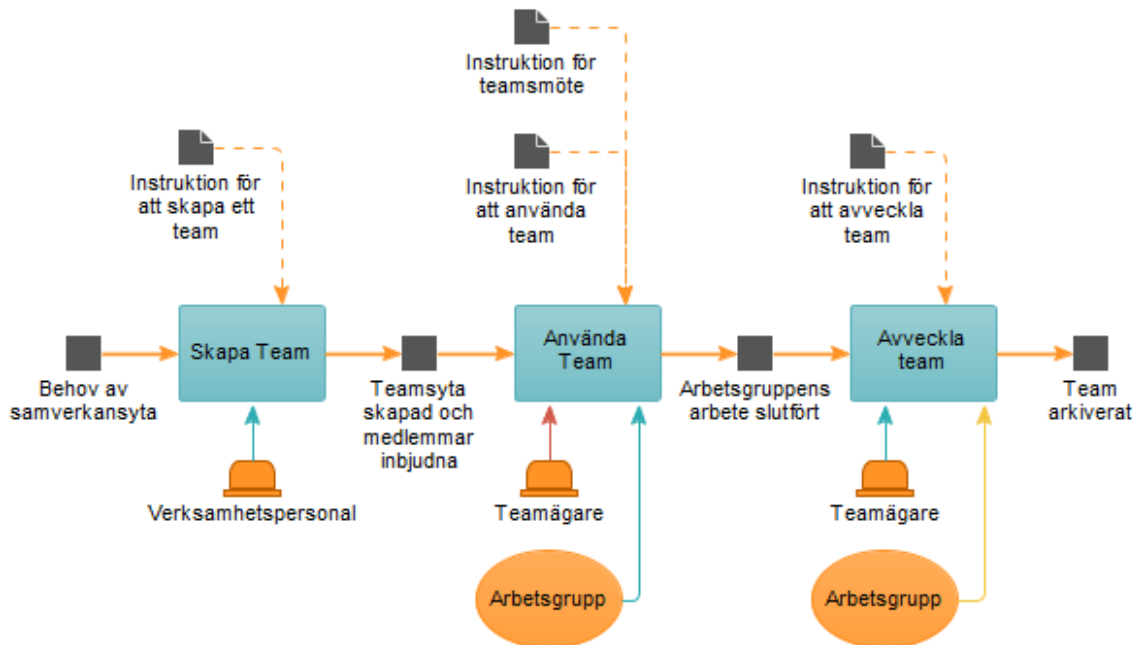 Instruktion för
teamsmöte
Instruktion för
att skapa ett
team
Instruktion för
att använda
team
Instruktion för
att avveckla
team
Skapa Team
Använda
Team
Avveckla
team
Behov av
samverkansyta
Teamsyta
skapad och
medlemmar
inbjudna
Arbetsgruppens
arbete slutfört
Team
arkiverat
Verksamhetspersonal
Teamägare
Teamägare
Arbetsgrupp
Arbetsgrupp